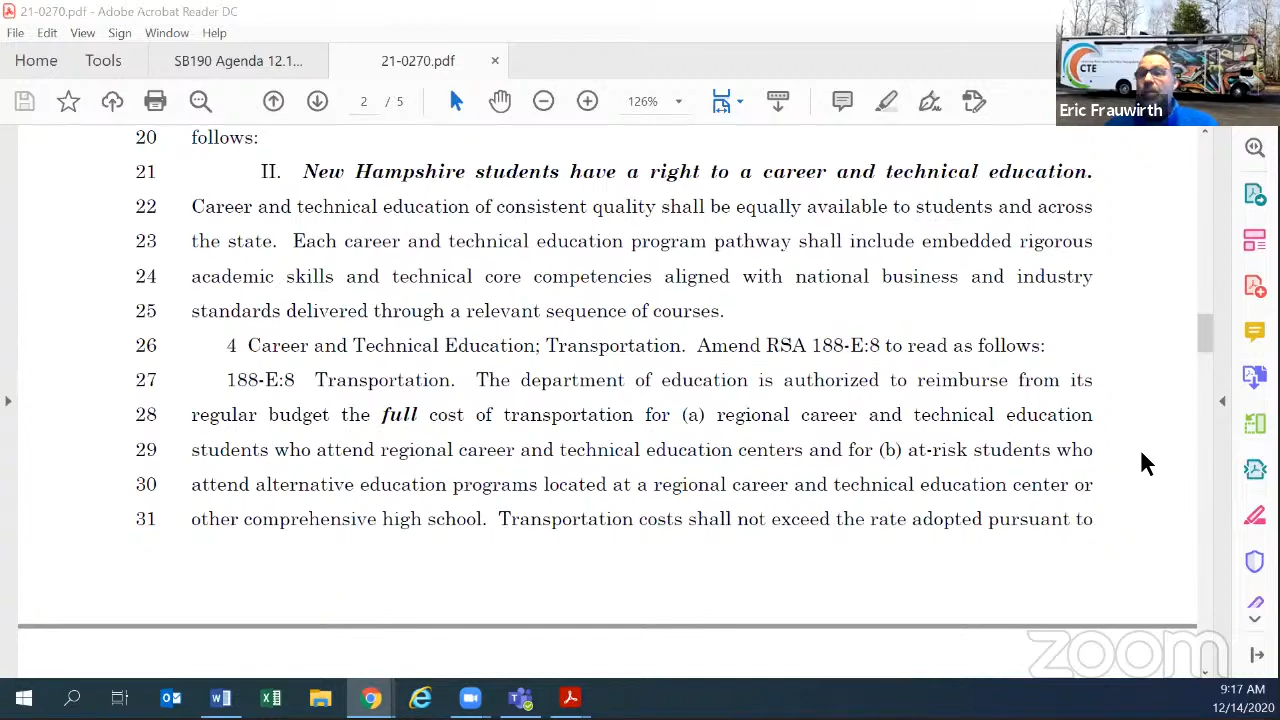 21-0270.pdf - Adobe Acrobat Reader DC
File Edit View Sign Window Help
Home Tools SB190 Agenda 12.1... 21-0270.pdf
2 / 5 126%
CTE
Eric Frauwirth
20 follows:
21 II. New Hampshire students have a right to a career and technical education.
22 Career and technical education of consistent quality shall be equally available to students and across
23 the state. Each career and technical education program pathway shall include embedded rigorous
24 academic skills and technical core competencies aligned with national business and industry
25 standards delivered through a relevant sequence of courses.
26 4 Career and Technical Education; Transportation. Amend RSA 188-E:8 to read as follows:
27 188-E:8 Transportation. The department of education is authorized to reimburse from its
28 regular budget the full cost of transportation for (a) regional career and technical education
29 students who attend regional career and technical education centers and for (b) at-risk students who
30 attend alternative education programs located at a regional career and technical education center or
31 other comprehensive high school. Transportation costs shall not exceed the rate adopted pursuant to
zoom
9:17 AM
12/14/2020